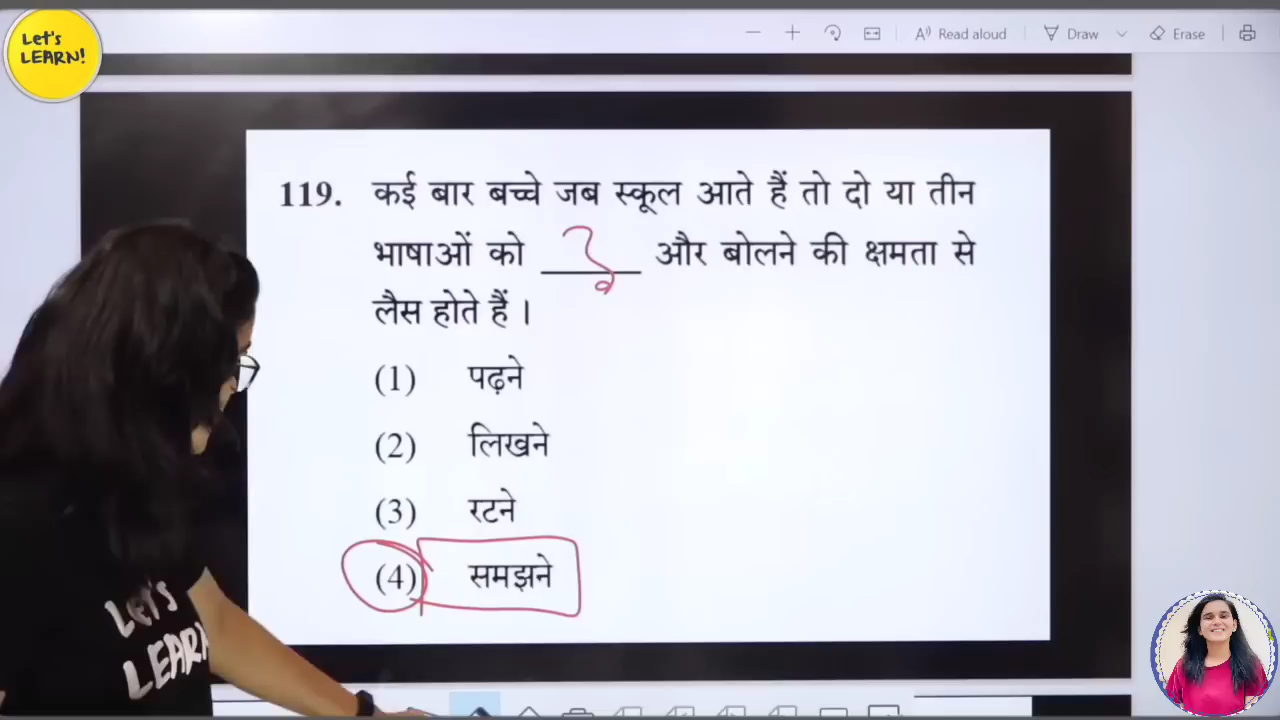 Let's
LEARN!
Read aloud
Draw
Erase
119. कई बार बच्चे जब स्कूल आते हैं तो दो या तीन
भाषाओं को ______ और बोलने की क्षमता से
लैस होते हैं ।
(1) पढ़ने
(2) लिखने
(3) रटने
(4) समझने
LET'S
LEARN